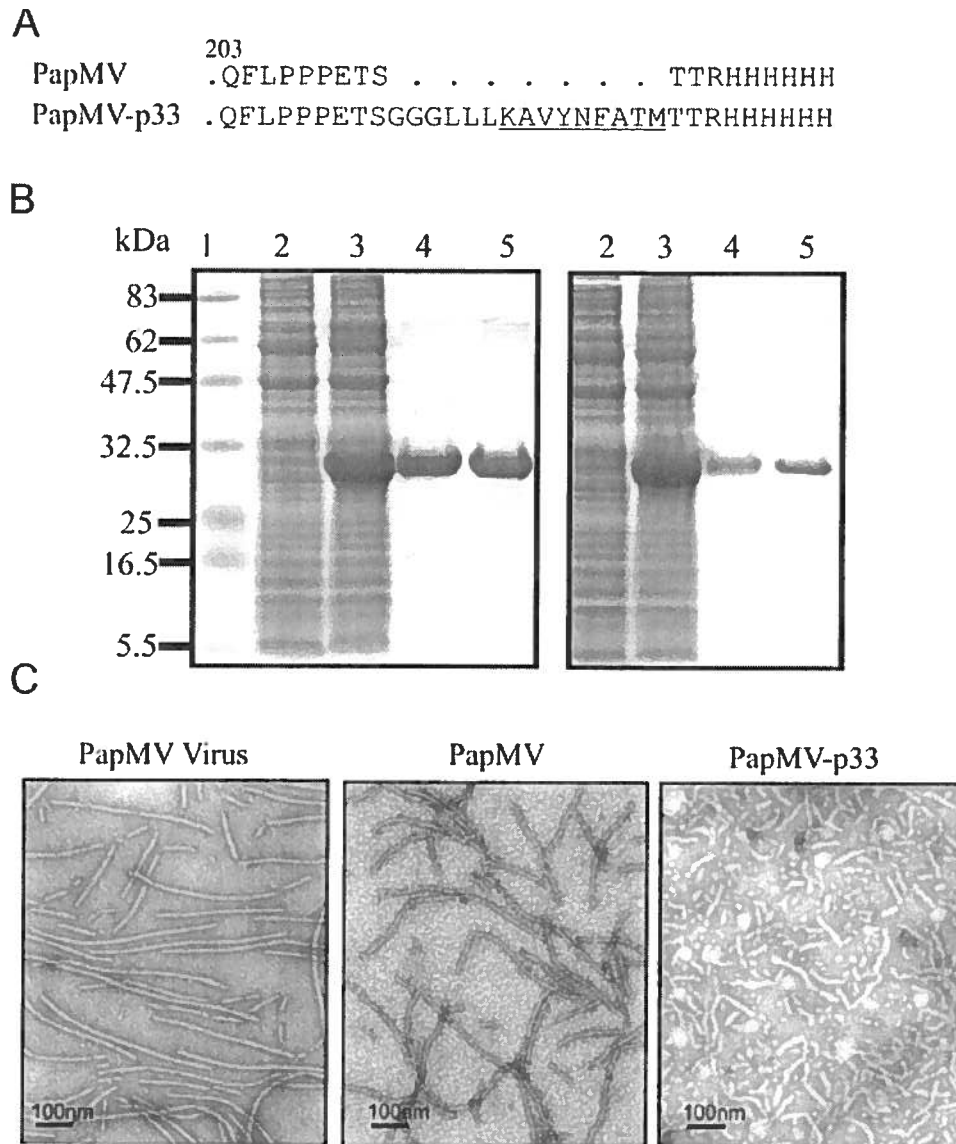 A
203
PapMV .QFLPPPETS . . . . . . . . TTRHHHHHH
PapMV-p33 .QFLPPPETSGGGLLLKAVYNFATMTTRHHHHHH
B
kDa 1 2 3 4 5 2 3 4 5
83
62
47.5
32.5
25
16.5
5.5
C
PapMV Virus PapMV PapMV-p33
100nm 100nm 100nm